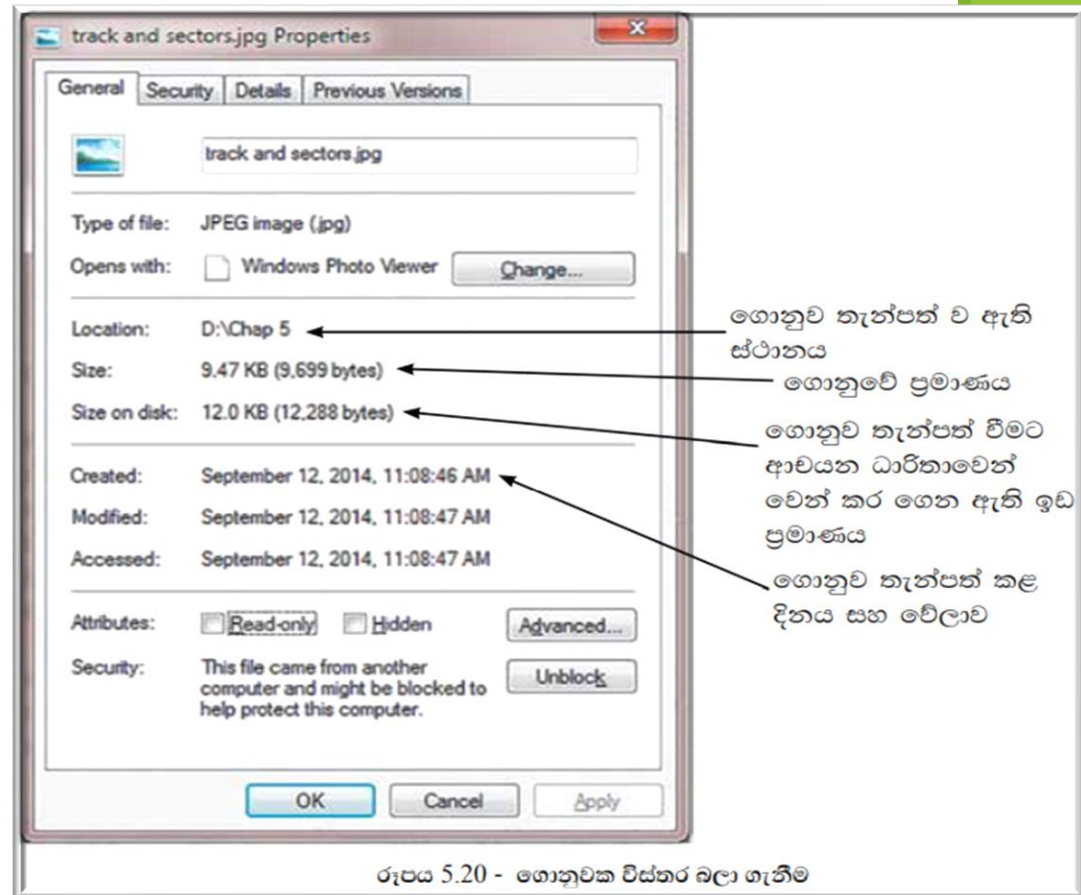 track and sectors.jpg Properties
General Security Details Previous Versions
track and sectors.jpg
Type of file: JPEG image (.jpg)
Opens with: Windows Photo Viewer Change...
Location: D:\Chap 5
ගොනුව තැන්පත් ව ඇති
ස්ථානය
Size: 9.47 KB (9,699 bytes)
ගොනුවේ ප්‍රමාණය
Size on disk: 12.0 KB (12,288 bytes)
ගොනුව තැන්පත් වීමට
ආචයන ධාරිතාවෙන්
වෙන් කර ගෙන ඇති ඉඩ
ප්‍රමාණය
Created: September 12, 2014, 11:08:46 AM
ගොනුව තැන්පත් කළ
දිනය සහ වේලාව
Modified: September 12, 2014, 11:08:47 AM
Accessed: September 12, 2014, 11:08:47 AM
Attributes: Read-only Hidden Advanced...
Security: This file came from another
computer and might be blocked to
help protect this computer.
Unblock
OK Cancel Apply
රූපය 5.20 - ගොනුවක විස්තර බලා ගැනීම